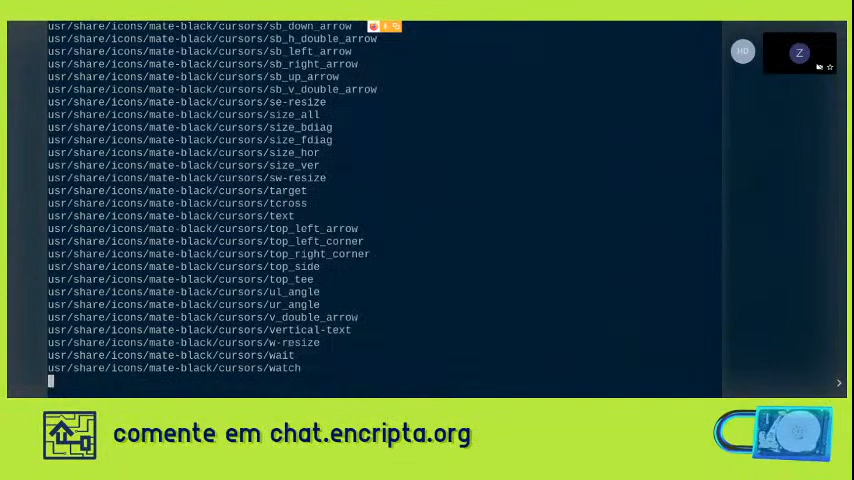 usr/share/icons/mate-black/cursors/sb_down_arrow
usr/share/icons/mate-black/cursors/sb_h_double_arrow
usr/share/icons/mate-black/cursors/sb_left_arrow
usr/share/icons/mate-black/cursors/sb_right_arrow
usr/share/icons/mate-black/cursors/sb_up_arrow
usr/share/icons/mate-black/cursors/sb_v_double_arrow
usr/share/icons/mate-black/cursors/se-resize
usr/share/icons/mate-black/cursors/size_all
usr/share/icons/mate-black/cursors/size_bdiag
usr/share/icons/mate-black/cursors/size_fdiag
usr/share/icons/mate-black/cursors/size_hor
usr/share/icons/mate-black/cursors/size_ver
usr/share/icons/mate-black/cursors/sw-resize
usr/share/icons/mate-black/cursors/target
usr/share/icons/mate-black/cursors/tcross
usr/share/icons/mate-black/cursors/text
usr/share/icons/mate-black/cursors/top_left_arrow
usr/share/icons/mate-black/cursors/top_left_corner
usr/share/icons/mate-black/cursors/top_right_corner
usr/share/icons/mate-black/cursors/top_side
usr/share/icons/mate-black/cursors/top_tee
usr/share/icons/mate-black/cursors/ul_angle
usr/share/icons/mate-black/cursors/ur_angle
usr/share/icons/mate-black/cursors/v_double_arrow
usr/share/icons/mate-black/cursors/vertical-text
usr/share/icons/mate-black/cursors/w-resize
usr/share/icons/mate-black/cursors/wait
usr/share/icons/mate-black/cursors/watch
HD
Z
comente em chat.encripta.org